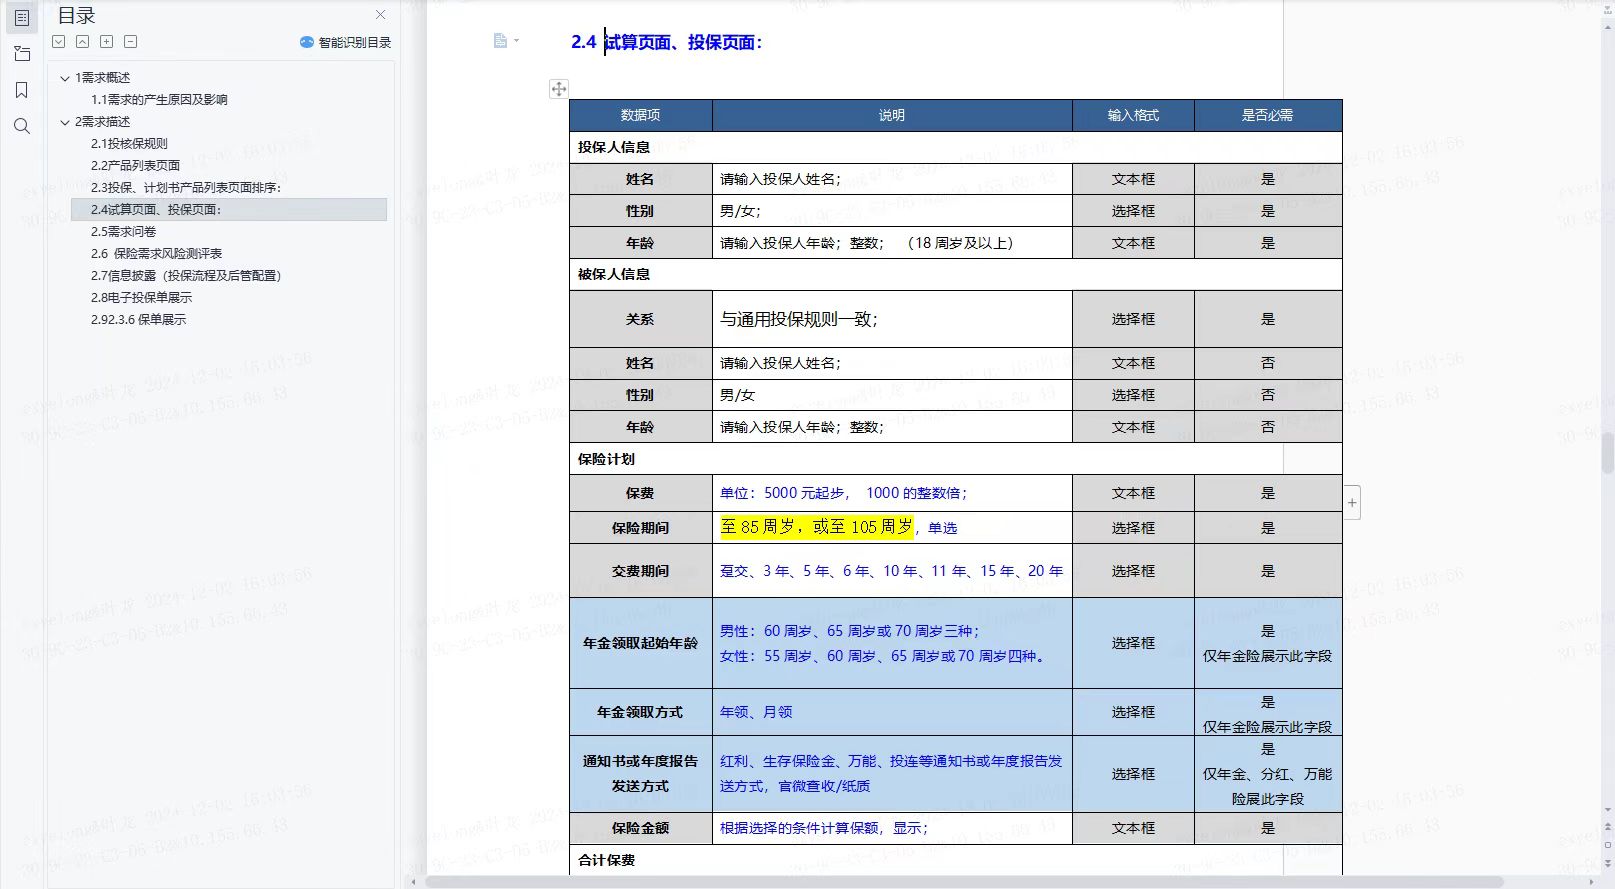 目录
智能识别目录
1需求概述
1.1需求的产生原因及影响
2需求描述
2.1投核保规则
2.2产品列表页面
2.3投保、计划书产品列表页面排序：
2.4试算页面、投保页面：
2.5需求问卷
2.6 保险需求风险测评表
2.7信息披露（投保流程及后管配置）
2.8电子投保单展示
2.92.3.6 保单展示
2.4 试算页面、投保页面：
数据项 说明 输入格式 是否必需
投保人信息
姓名 请输入投保人姓名； 文本框 是
性别 男/女； 选择框 是
年龄 请输入投保人年龄；整数； （18 周岁及以上） 文本框 是
被保人信息
关系 与通用投保规则一致； 选择框 是
姓名 请输入投保人姓名； 文本框 否
性别 男/女 选择框 否
年龄 请输入投保人年龄；整数； 文本框 否
保险计划
保费 单位：5000 元起步， 1000 的整数倍； 文本框 是
保险期间 至 85 周岁，或至 105 周岁，单选 选择框 是
交费期间 趸交、3 年、5 年、6 年、10 年、11 年、15 年、20 年 选择框 是
年金领取起始年龄 男性：60 周岁、65 周岁或 70 周岁三种； 选择框 是
女性：55 周岁、60 周岁、65 周岁或 70 周岁四种。 仅年金险展示此字段
年金领取方式 年领、月领 选择框 是
仅年金险展示此字段
通知书或年度报告 红利、生存保险金、万能、投连等通知书或年度报告发 选择框 是
发送方式 送方式，官微查收/纸质 仅年金、分红、万能
险展此字段
保险金额 根据选择的条件计算保额，显示； 文本框 是
合计保费